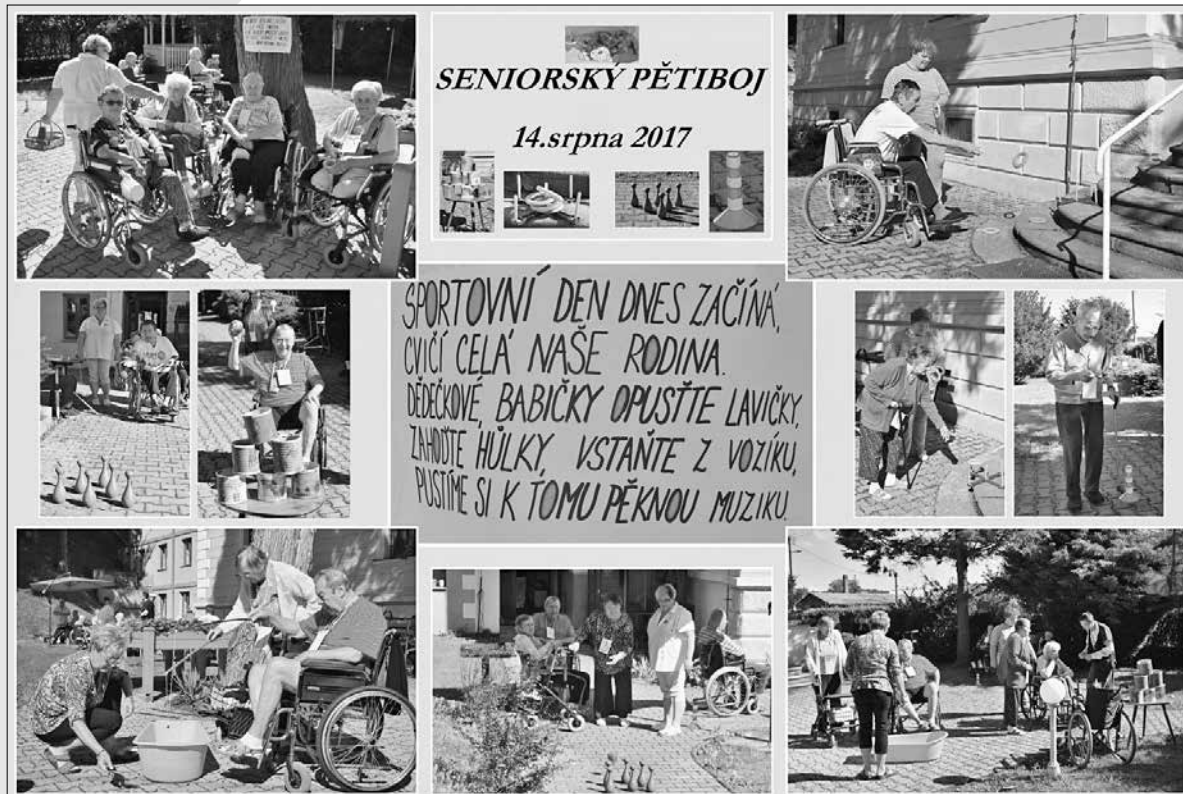 SENIORSKÝ PĚTIBOJ
14.srpna 2017
SPORTOVNÍ DEN DNES ZAČÍNÁ,
CVIČÍ CELÁ NAŠE RODINA.
DĚDEČKOVÉ, BABIČKY OPUSŤTE LAVIČKY,
ZAHOĎTE HŮLKY, VSTAŇTE Z VOZÍKU,
PUSTÍME SI K TOMU PĚKNOU MUZIKU.